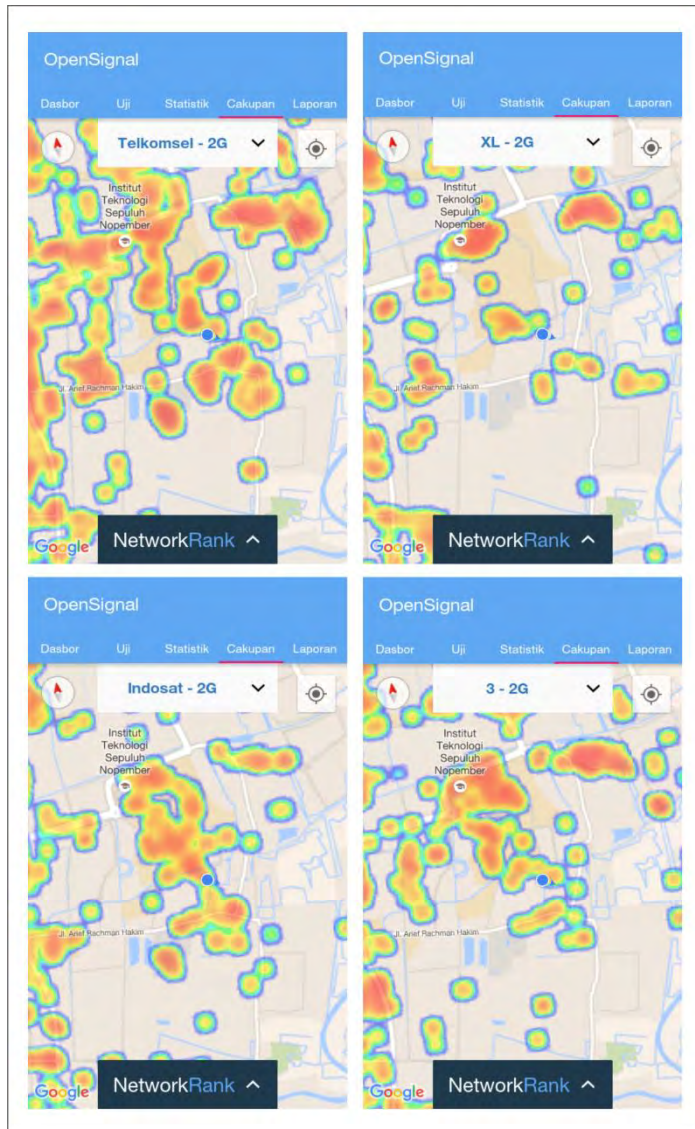 OpenSignal
Dasbor Uji Statistik Cakupan Laporan
Telkomsel - 2G
Institut
Teknologi
Sepuluh
Nopember
Jl. Arief Rachman Hakim
Google
NetworkRank
OpenSignal
Dasbor Uji Statistik Cakupan Laporan
XL - 2G
Institut
Teknologi
Sepuluh
Nopember
Jl. Arief Rachman Hakim
Google
NetworkRank
OpenSignal
Dasbor Uji Statistik Cakupan Laporan
Indosat - 2G
Institut
Teknologi
Sepuluh
Nopember
Jl. Arief Rachman Hakim
Google
NetworkRank
OpenSignal
Dasbor Uji Statistik Cakupan Laporan
3 - 2G
Institut
Teknologi
Sepuluh
Nopember
Jl. Arief Rachman Hakim
Google
NetworkRank